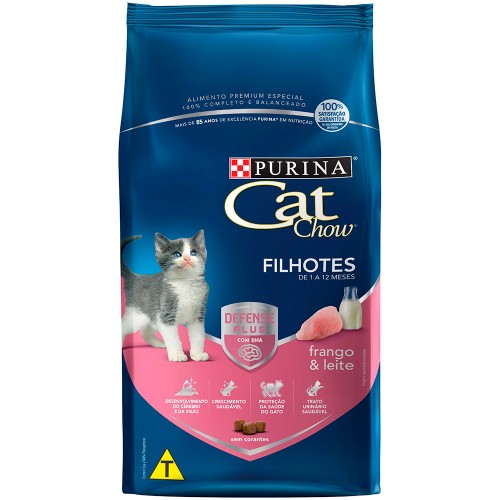 ALIMENTO PREMIUM ESPECIAL
100% COMPLETO E BALANCEADO
MAIS DE 85 ANOS DE EXCELÊNCIA PURINA® EM NUTRIÇÃO
100%
SATISFAÇÃO
GARANTIDA
PURINA®
Cat
Chow®
FILHOTES
DE 1 A 12 MESES
DEFENSE
PLUS
COM DHA
frango
& leite
DESENVOLVIMENTO
DO CÉREBRO
E DA VISÃO
CRESCIMENTO
SAUDÁVEL
PROTEÇÃO
DA SAÚDE
DO GATO
TRATO
URINÁRIO
SAUDÁVEL
sem corantes
T